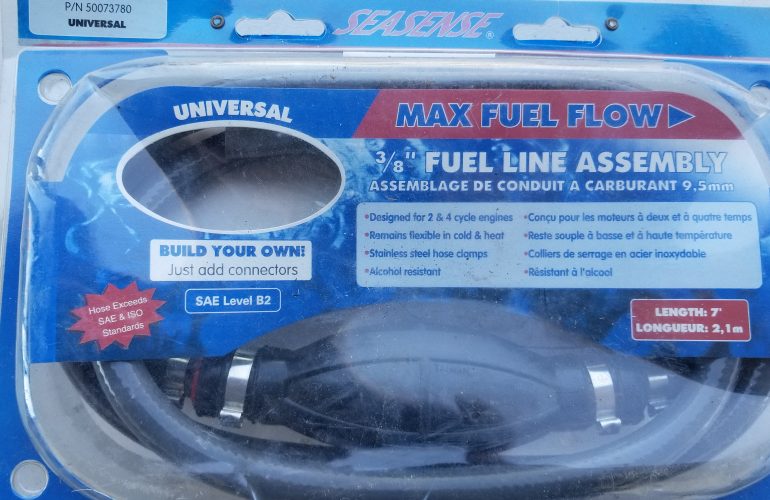 P/N 50073780
UNIVERSAL
SEASENSE®
UNIVERSAL
MAX FUEL FLOW
3/8" FUEL LINE ASSEMBLY
ASSEMBLAGE DE CONDUIT A CARBURANT 9,5mm
•Designed for 2 & 4 cycle engines
•Remains flexible in cold & heat
•Stainless steel hose clamps
•Alcohol resistant
•Conçu pour les moteurs à deux et à quatre temps
•Reste souple à basse et à haute température
•Colliers de serrage en acier inoxydable
•Résistant à l'alcool
BUILD YOUR OWN!
Just add connectors
SAE Level B2
Hose Exceeds
SAE & ISO
Standards
LENGTH: 7'
LONGUEUR: 2,1m